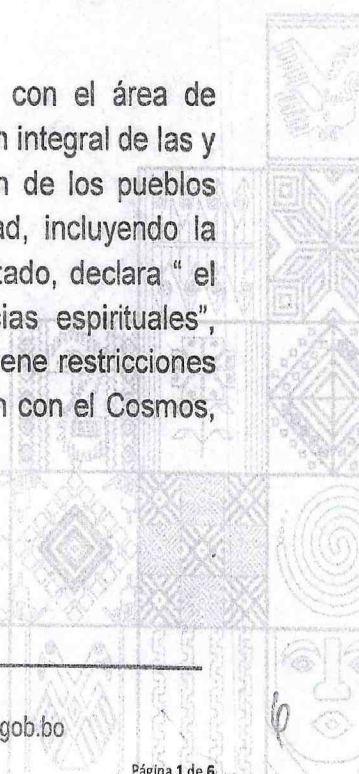 con el área de
n integral de las y
n de los pueblos
ad, incluyendo la
tado, declara “ el
cias espirituales”,
ene restricciones
n con el Cosmos,
gob.bo
6
Página 1 de 6